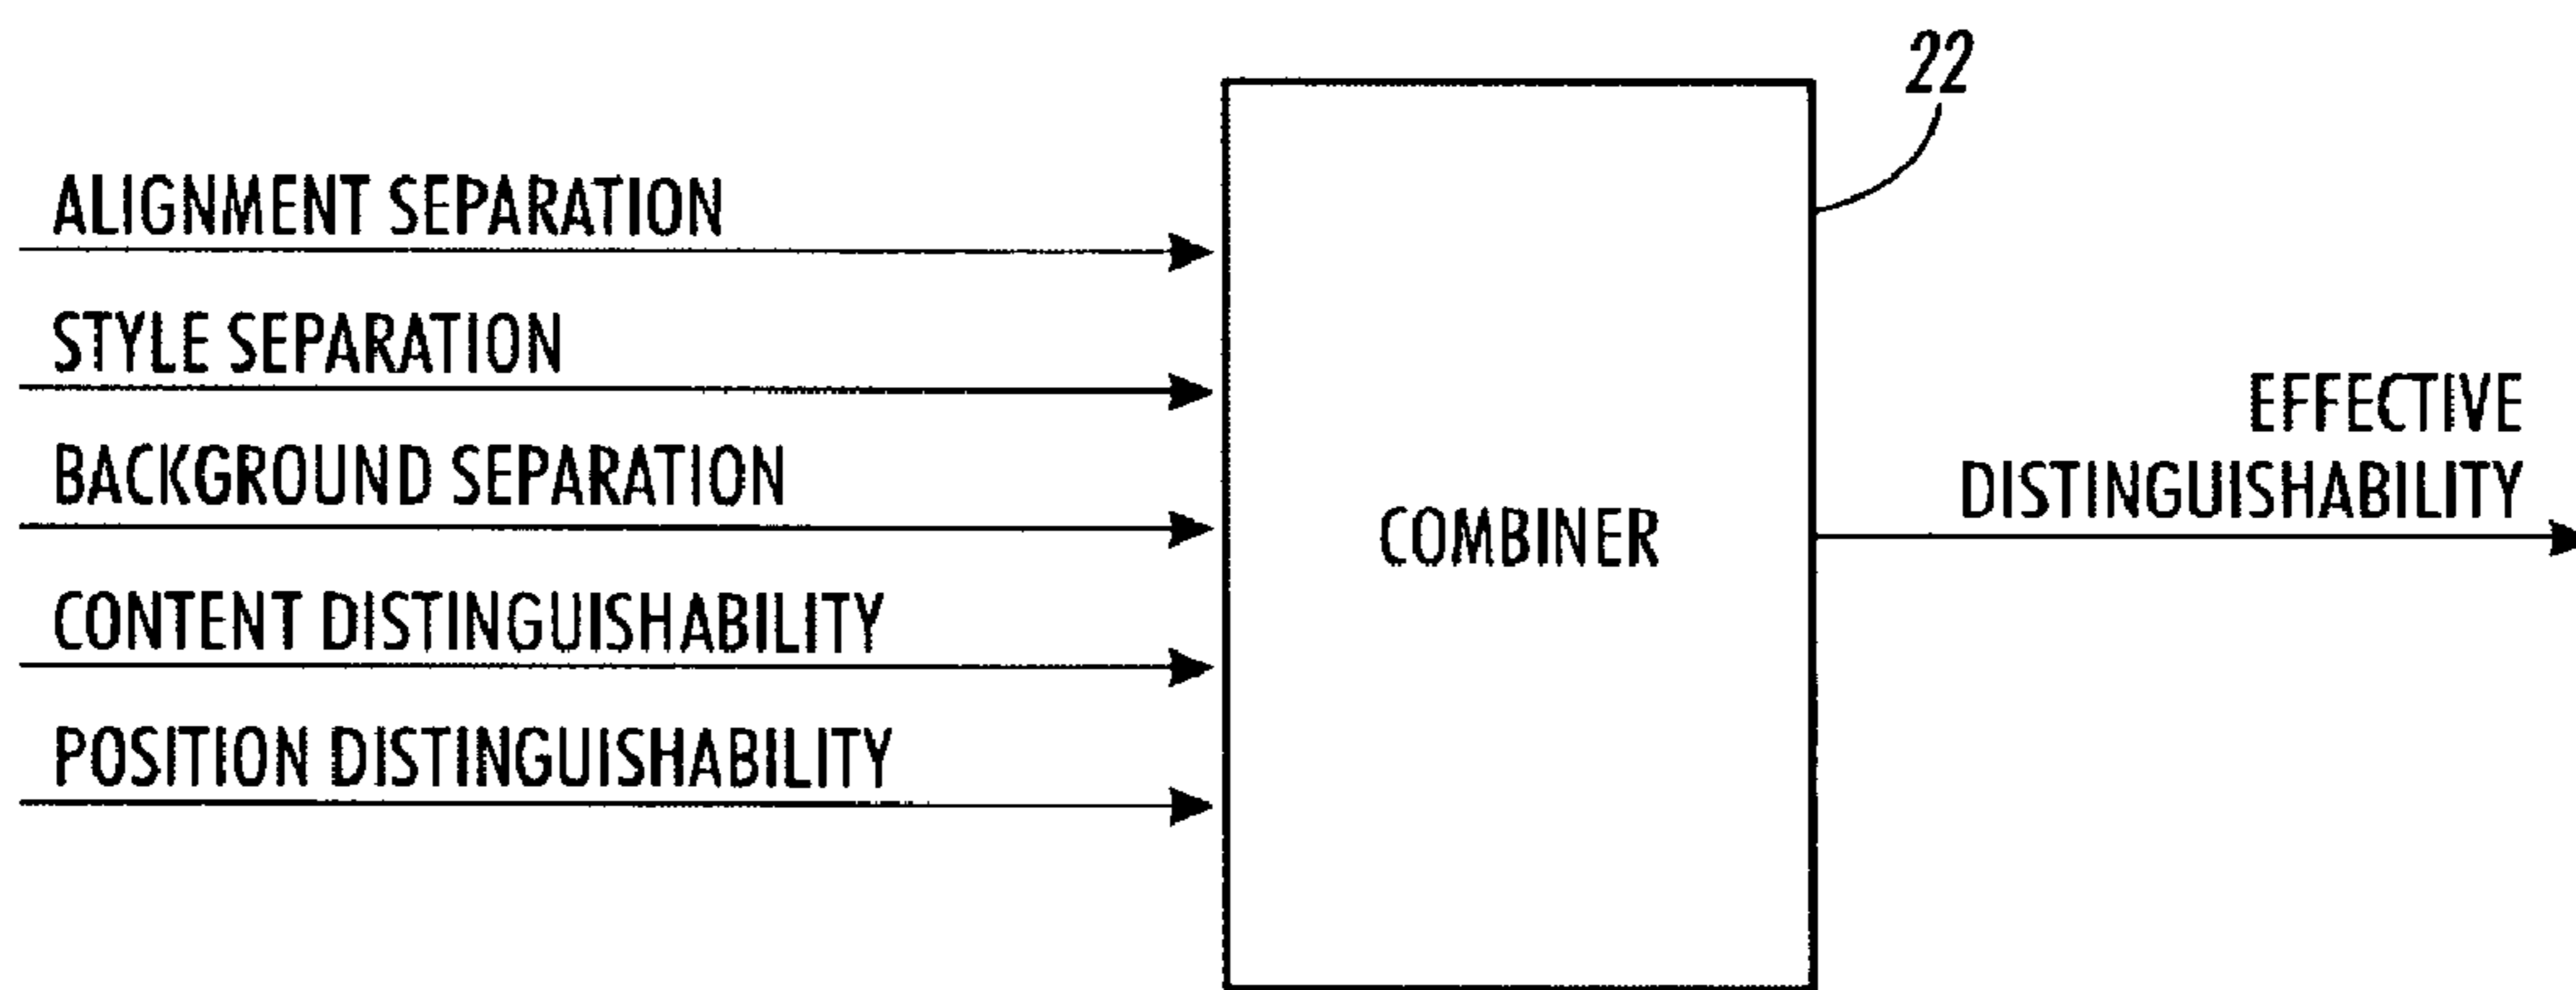 22
ALIGNMENT SEPARATION
STYLE SEPARATION
BACKGROUND SEPARATION
CONTENT DISTINGUISHABILITY
POSITION DISTINGUISHABILITY
COMBINER
EFFECTIVE
DISTINGUISHABILITY